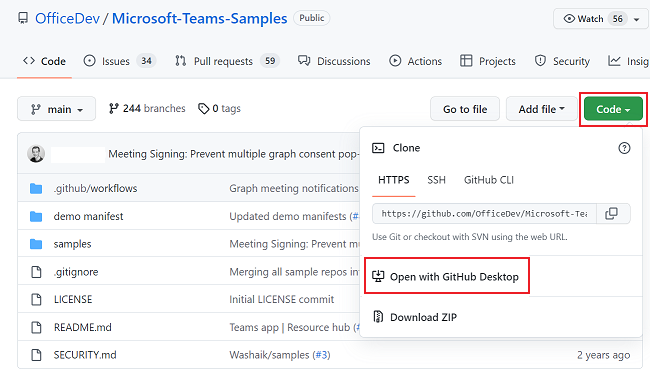 OfficeDev / Microsoft-Teams-Samples Public Watch 56
Code Issues 34 Pull requests 59 Discussions Actions Projects Security
main 244 branches 0 tags Go to file Add file Code
Meeting Signing: Prevent multiple graph consent pop-
Clone
.github/workflows Graph meeting notifications
HTTPS SSH GitHub CLI
demo manifest Updated demo manifests (#
https://github.com/OfficeDev/Microsoft-Tea
samples Meeting Signing: Prevent mu
Use Git or checkout with SVN using the web URL.
.gitignore Merging all sample repos in
Open with GitHub Desktop
LICENSE Initial LICENSE commit
README.md Teams app | Resource hub (#
Download ZIP
SECURITY.md Washaik/samples (#3) 2 years ago